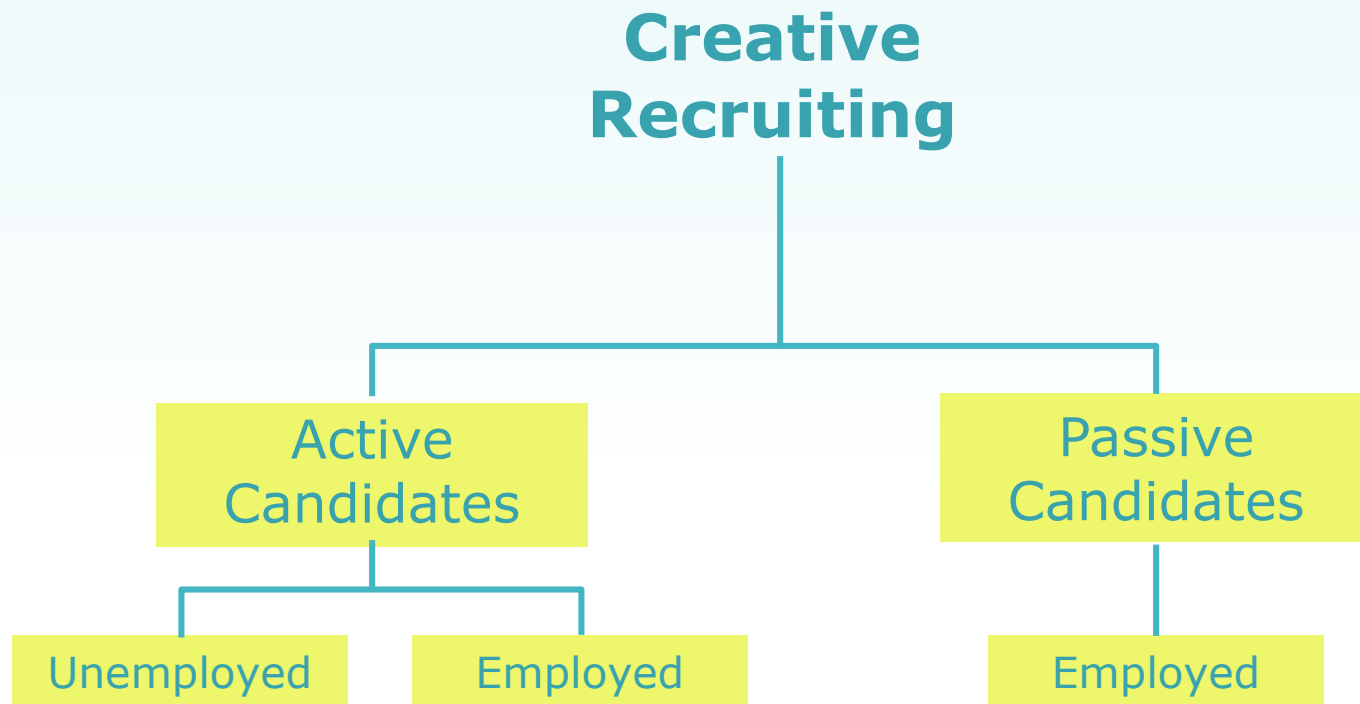 Creative
Recruiting
Active
Candidates
Passive
Candidates
Unemployed
Employed
Employed